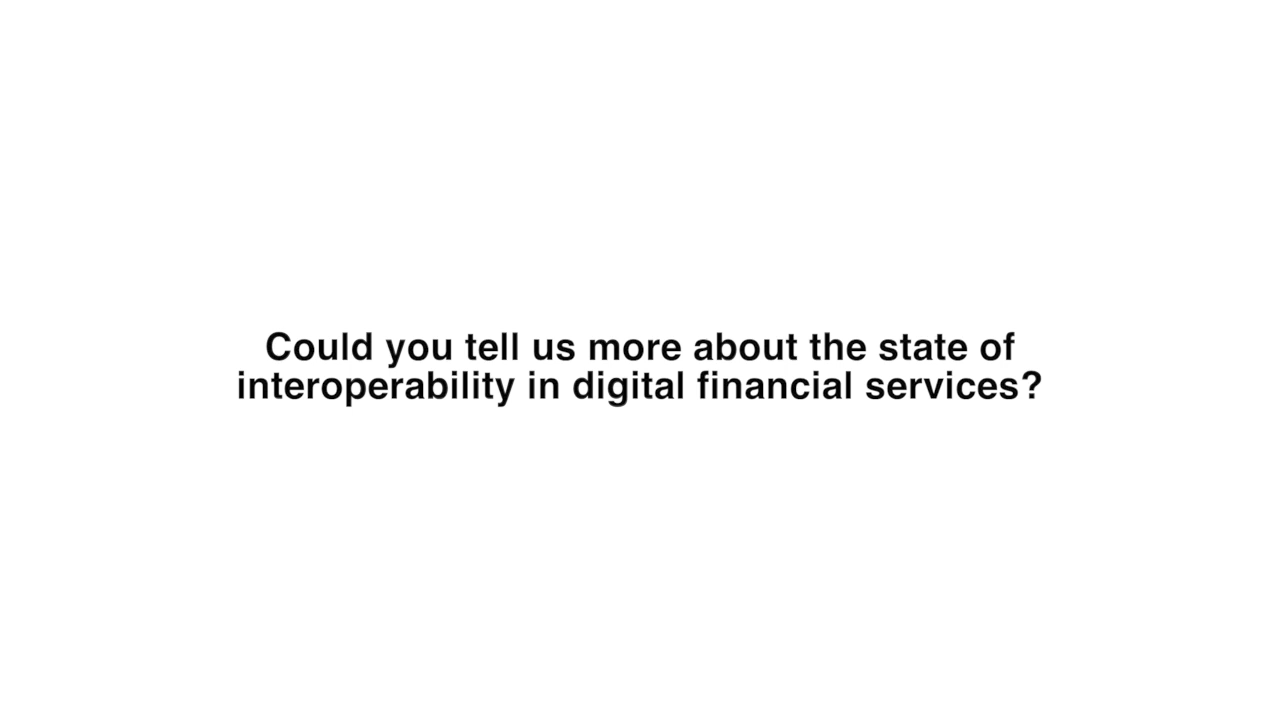 Could you tell us more about the state of
interoperability in digital financial services?